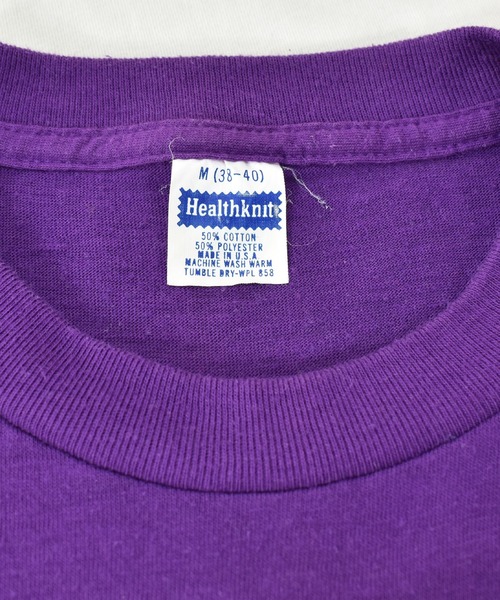 M (38-40)
Healthknit
50% COTTON
50% POLYESTER
MADE IN U.S.A
MACHINE WASH WARM
TUMBLE DRY-WPL 858